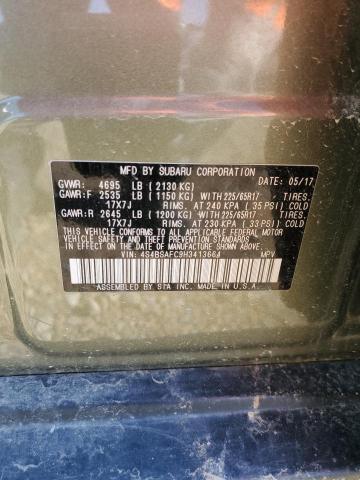 MFD BY SUBARU CORPORATION
GVWR: 4695 LB (2130 KG) DATE: 05/17
GAWR:F 2535 LB (1150 KG) WITH 225/65R17 TIRES.
17X7J RIMS. AT 240 KPA (35 PSI) COLD
GAWR:R 2645 LB (1200 KG) WITH 225/65R17 TIRES.
17X7J RIMS. AT 230 KPA (33 PSI) COLD
THIS VEHICLE CONFORMS TO ALL APPLICABLE FEDERAL MOTOR
VEHICLE SAFETY, BUMPER, AND THEFT PREVENTION STANDARDS
IN EFFECT ON THE DATE OF MANUFACTURE SHOWN ABOVE.
VIN: 4S4BSAFC9H3413664 MPV
ASSEMBLED BY SIA INC. IN U.S.A.